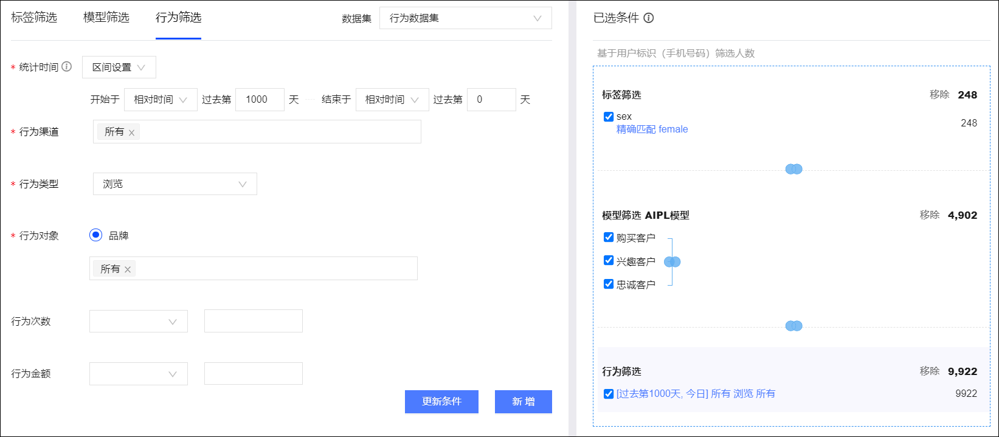 标签筛选 模型筛选 行为筛选 数据集 行为数据集
* 统计时间 区间设置
开始于 相对时间 过去第 1000 天 结束于 相对时间 过去第 0 天
* 行为渠道 所有 ×
* 行为类型 浏览
* 行为对象 品牌
所有 ×
行为次数
行为金额
更新条件 新增
已选条件
基于用户标识（手机号码）筛选人数
标签筛选 移除 248
sex 248
精确匹配 female
模型筛选 AIPL模型 移除 4,902
购买客户
兴趣客户
忠诚客户
行为筛选 移除 9,922
[过去第1000天, 今日] 所有 浏览 所有 9922